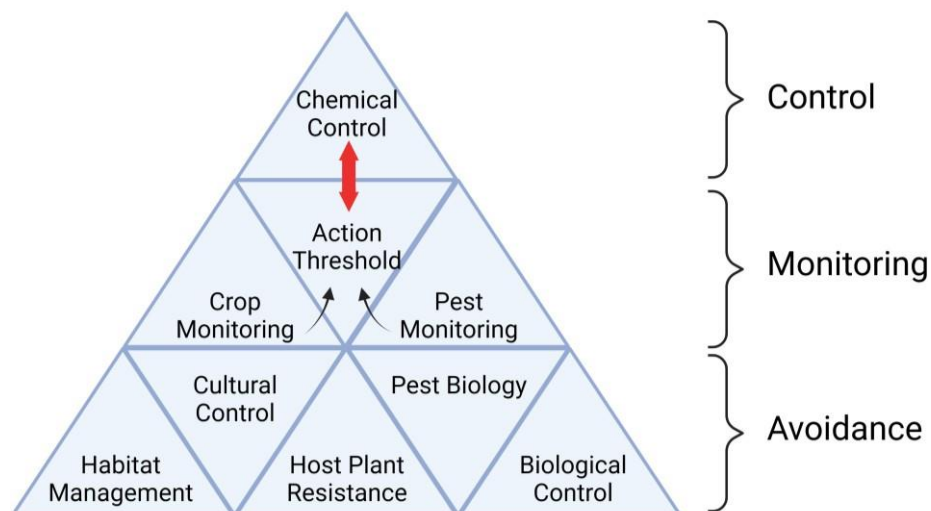 Chemical
Control
Control
Action
Threshold
Monitoring
Crop
Monitoring
Pest
Monitoring
Cultural
Control
Pest Biology
Avoidance
Habitat
Management
Host Plant
Resistance
Biological
Control